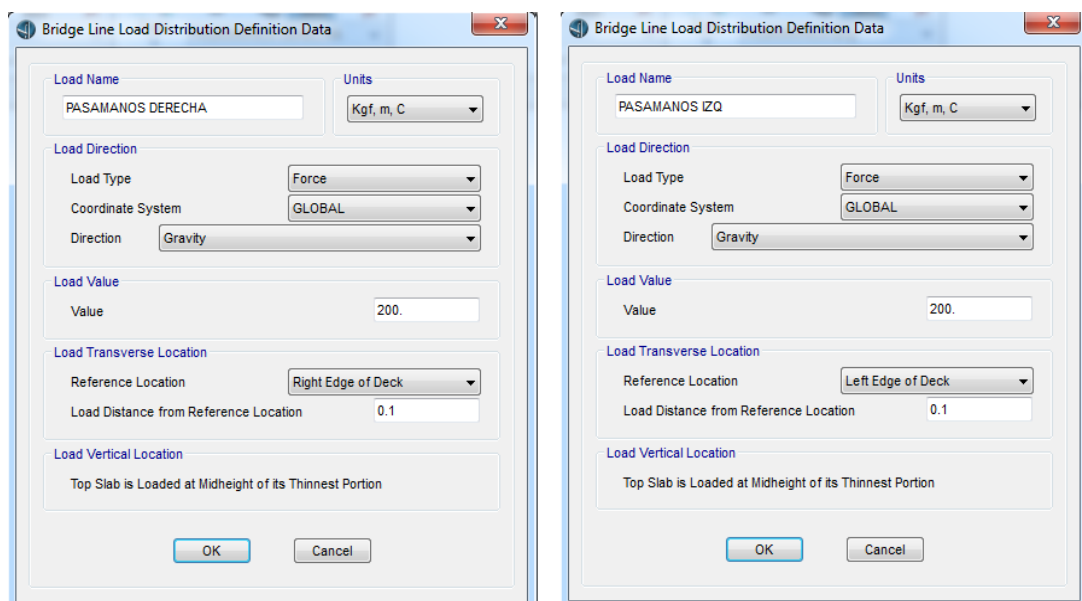 Bridge Line Load Distribution Definition Data
Load Name
Units
PASAMANOS DERECHA
Kgf, m, C
Load Direction
Load Type
Force
Coordinate System
GLOBAL
Direction
Gravity
Load Value
Value
200.
Load Transverse Location
Reference Location
Right Edge of Deck
Load Distance from Reference Location
0.1
Load Vertical Location
Top Slab is Loaded at Midheight of its Thinnest Portion
OK
Cancel
Bridge Line Load Distribution Definition Data
Load Name
Units
PASAMANOS IZQ
Kgf, m, C
Load Direction
Load Type
Force
Coordinate System
GLOBAL
Direction
Gravity
Load Value
Value
200.
Load Transverse Location
Reference Location
Left Edge of Deck
Load Distance from Reference Location
0.1
Load Vertical Location
Top Slab is Loaded at Midheight of its Thinnest Portion
OK
Cancel